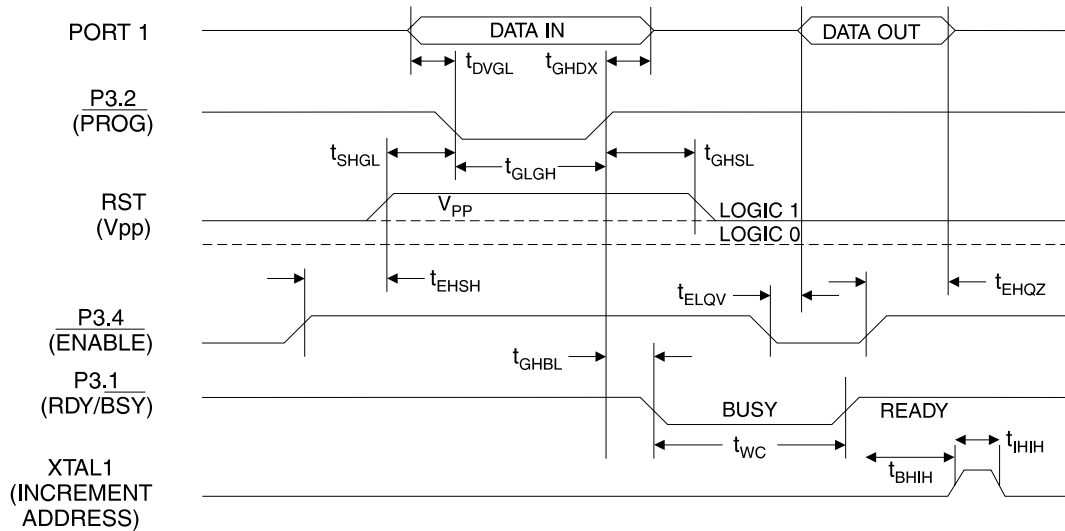 PORT 1
DATA IN
DATA OUT
tDVGL
tGHDX
P3.2
(PROG)
tSHGL
tGLGH
tGHSL
RST
(Vpp)
VPP
LOGIC 1
LOGIC 0
tEHSH
tELQV
tEHQZ
P3.4
(ENABLE)
tGHBL
P3.1
(RDY/BSY)
BUSY
READY
tWC
tIHIH
tBHIH
XTAL1
(INCREMENT
ADDRESS)